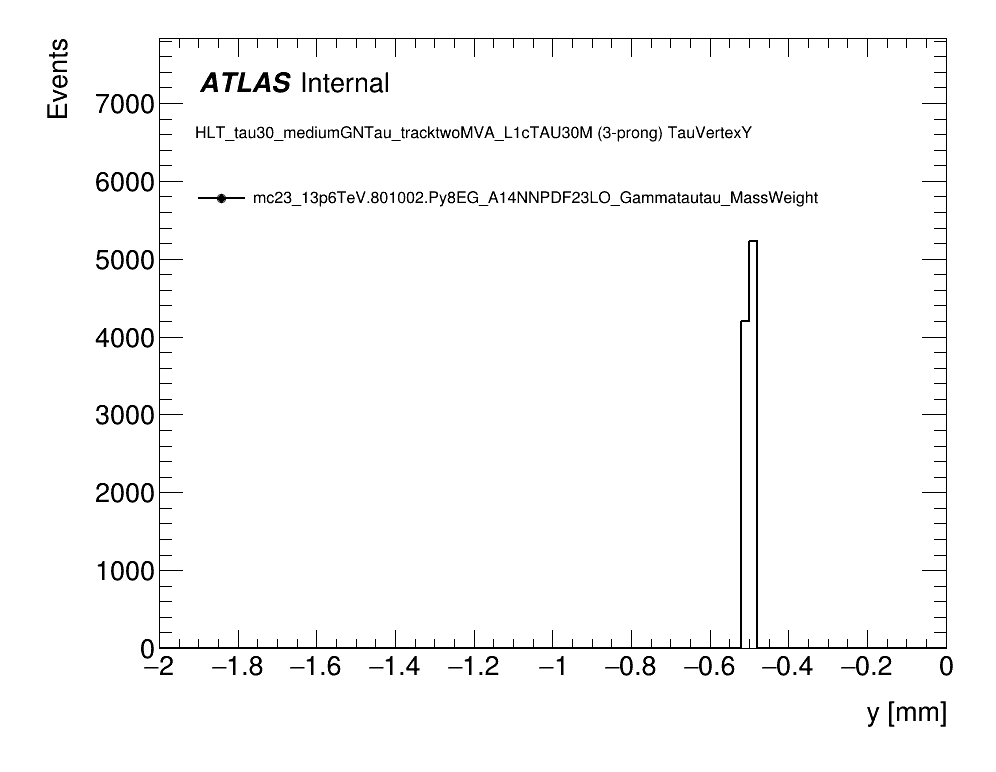 Events
ATLAS Internal
HLT_tau30_mediumGNTau_tracktwoMVA_L1cTAU30M (3-prong) TauVertexY
mc23_13p6TeV.801002.Py8EG_A14NNPDF23LO_Gammatautau_MassWeight
7000
6000
5000
4000
3000
2000
1000
0
−2 −1.8 −1.6 −1.4 −1.2 −1 −0.8 −0.6 −0.4 −0.2 0
y [mm]